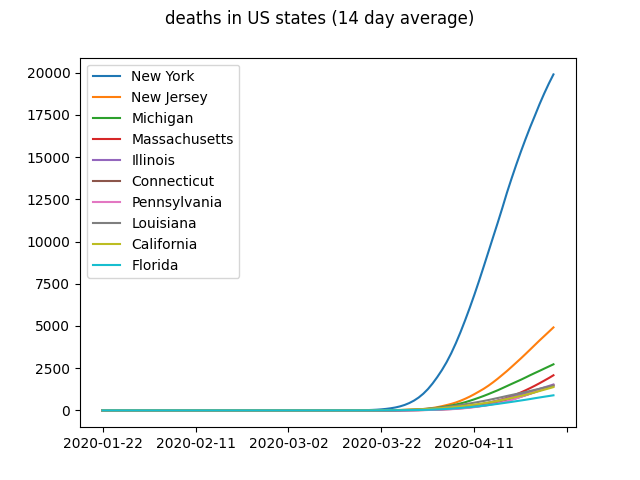 deaths in US states (14 day average)
20000
17500
15000
12500
10000
7500
5000
2500
0
New York
New Jersey
Michigan
Massachusetts
Illinois
Connecticut
Pennsylvania
Louisiana
California
Florida
2020-01-22 2020-02-11 2020-03-02 2020-03-22 2020-04-11